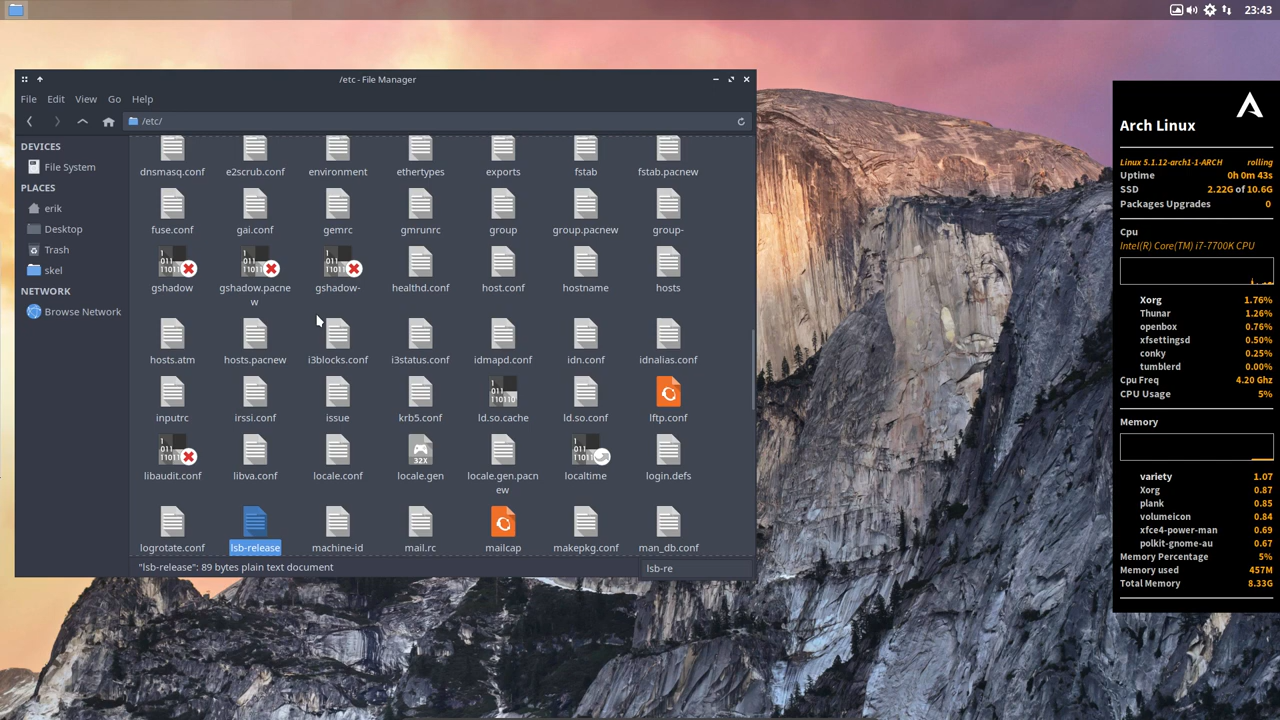 23:43
/etc - File Manager
File Edit View Go Help
/etc/
DEVICES
File System
PLACES
erik
Desktop
Trash
skel
NETWORK
Browse Network
dnsmasq.conf e2scrub.conf environment ethertypes exports fstab fstab.pacnew
fuse.conf gai.conf gemrc gmrunrc group group.pacnew group-
gshadow gshadow.pacne
w gshadow- healthd.conf host.conf hostname hosts
hosts.atm hosts.pacnew i3blocks.conf i3status.conf idmapd.conf idn.conf idnalias.conf
inputrc irssi.conf issue krb5.conf ld.so.cache ld.so.conf lftp.conf
libaudit.conf libva.conf locale.conf locale.gen locale.gen.pacn
ew localtime login.defs
logrotate.conf lsb-release machine-id mail.rc mailcap makepkg.conf man_db.conf
"lsb-release": 89 bytes plain text document
lsb-re
Arch Linux
Linux 5.1.12-arch1-1-ARCH rolling
Uptime 0h 0m 43s
SSD 2.22G of 10.6G
Packages Upgrades 0
Cpu
Intel(R) Core(TM) i7-7700K CPU
Xorg 1.76%
Thunar 1.26%
openbox 0.76%
xfsettingsd 0.50%
conky 0.25%
tumblerd 0.00%
Cpu Freq 4.20 Ghz
CPU Usage 5%
Memory
variety 1.07
Xorg 0.87
plank 0.85
volumeicon 0.84
xfce4-power-man 0.69
polkit-gnome-au 0.67
Memory Percentage 5%
Memory used 457M
Total Memory 8.33G